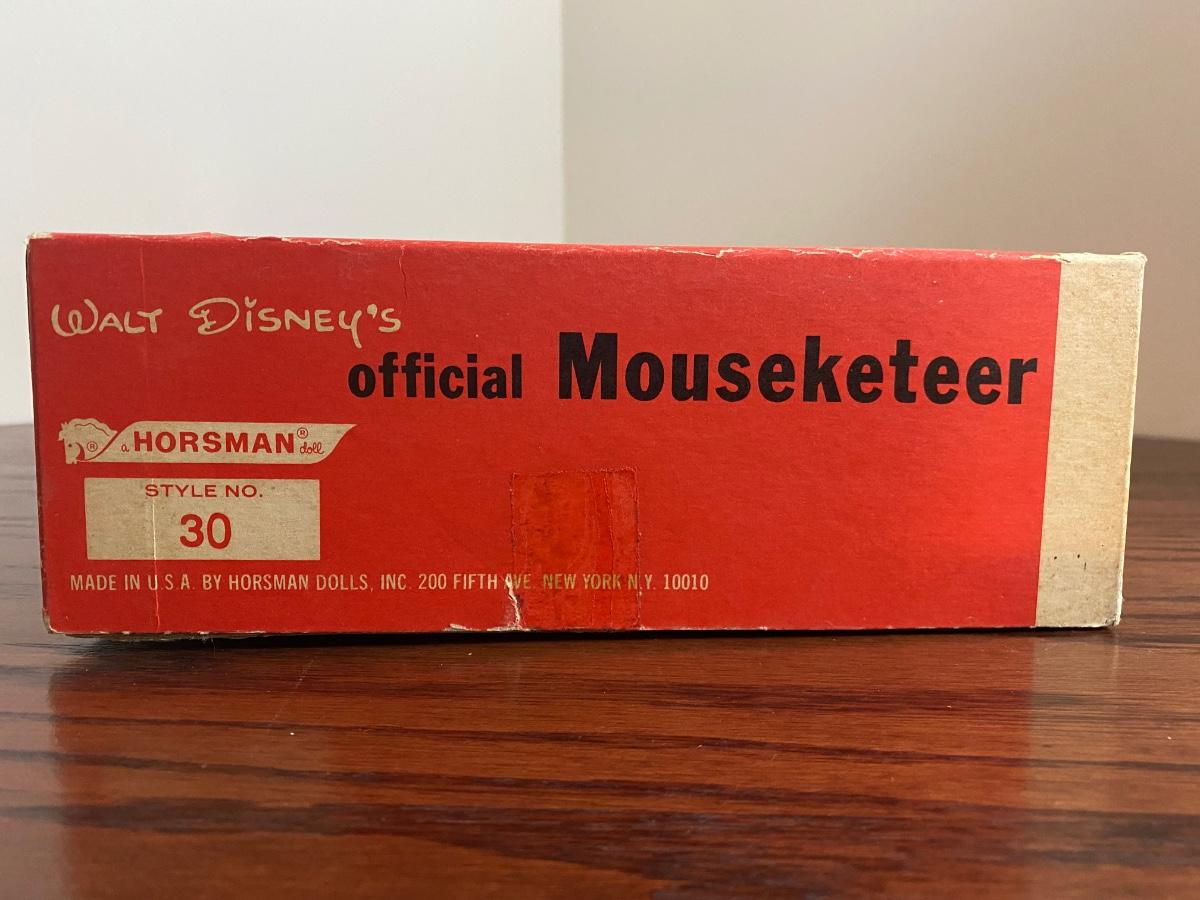 WALT DISNEY'S
official Mouseketeer
® a HORSMAN® doll
STYLE NO.
30
MADE IN U.S.A. BY HORSMAN DOLLS, INC. 200 FIFTH AVE. NEW YORK N.Y. 10010